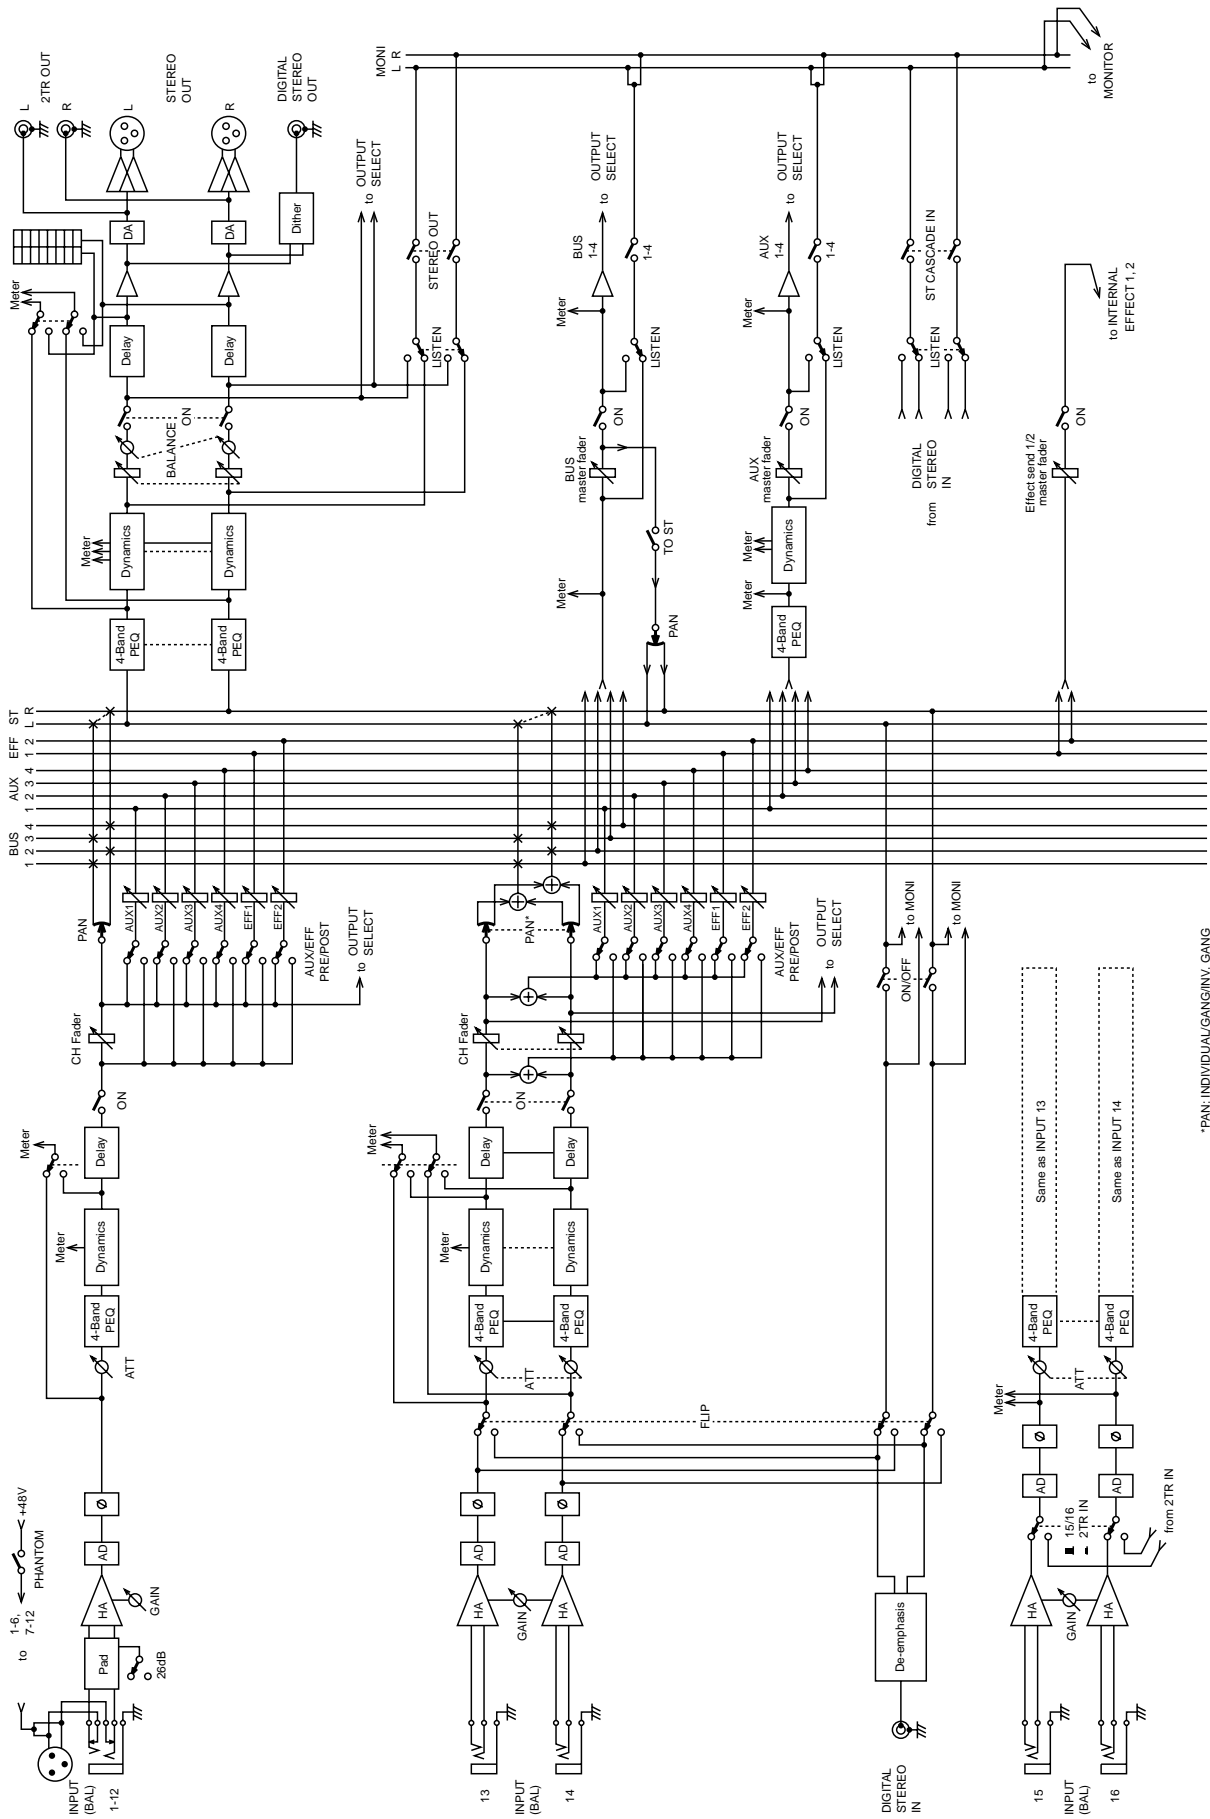 INPUT
(BAL)
1-12
to 1-6,
7-12
+48V
PHANTOM
Pad
26dB
HA
GAIN
AD
Ø
ATT
4-Band
PEQ
Meter
Dynamics
Meter
Delay
ON
CH Fader
to OUTPUT
SELECT
AUX/EFF
PRE/POST
PAN
AUX1
AUX2
AUX3
AUX4
EFF1
EFF2
BUS
1 2 3 4
AUX
1 2 3 4
EFF
1 2
ST
L R
4-Band
PEQ
4-Band
PEQ
Meter
Dynamics
Dynamics
BALANCE
ON
Delay
Delay
Meter
DA
DA
Dither
L
2TR OUT
R
L
STEREO
OUT
R
DIGITAL
STEREO
OUT
to OUTPUT
SELECT
LISTEN
STEREO OUT
MONI
L R
13
INPUT
(BAL)
14
HA
GAIN
HA
AD
AD
Ø
Ø
FLIP
ATT
4-Band
PEQ
4-Band
PEQ
Meter
Dynamics
Dynamics
Meter
Delay
Delay
ON
CH Fader
to OUTPUT
SELECT
AUX/EFF
PRE/POST
PAN*
AUX1
AUX2
AUX3
AUX4
EFF1
EFF2
Meter
BUS
master fader
ON
Meter
LISTEN
BUS
1-4
1-4
to OUTPUT
SELECT
TO ST
PAN
4-Band
PEQ
Meter
Dynamics
Meter
AUX
master fader
ON
Meter
LISTEN
AUX
1-4
1-4
to OUTPUT
SELECT
from DIGITAL
STEREO
IN
LISTEN
ST CASCADE IN
to
MONITOR
Effect send 1/2
master fader
ON
to INTERNAL
EFFECT 1, 2
DIGITAL
STEREO
IN
De-emphasis
ON/OFF
to MONI
to MONI
15
INPUT
(BAL)
16
HA
GAIN
HA
15/16
2TR IN
from 2TR IN
AD
AD
Ø
Ø
Meter
ATT
4-Band
PEQ
4-Band
PEQ
Same as INPUT 13
Same as INPUT 14
*PAN: INDIVIDUAL/GANG/INV. GANG